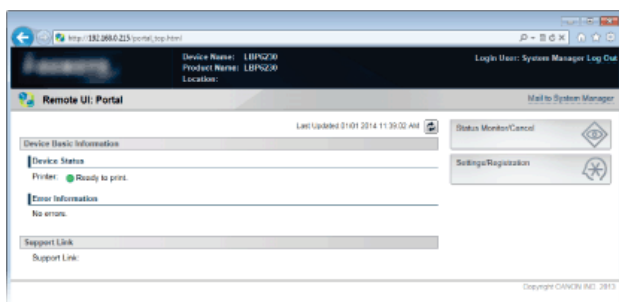 http://192.168.0.215/portal_top.html
Device Name: LBP6230
Product Name: LBP6230
Location:
Login User: System Manager Log Out
Remote UI: Portal
Mail to System Manager
Last Updated 01/01 2014 11:39:02 AM
Device Basic Information
Device Status
Printer: Ready to print.
Error Information
No errors.
Support Link
Support Link:
Status Monitor/Cancel
Settings/Registration
Copyright CANON INC. 2013